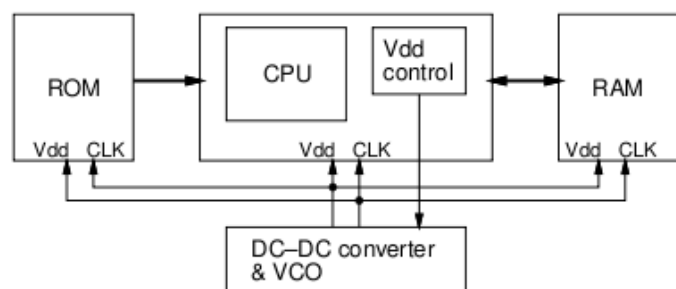 ROM
Vdd CLK
CPU
Vdd
control
Vdd CLK
RAM
Vdd CLK
DC–DC converter
& VCO